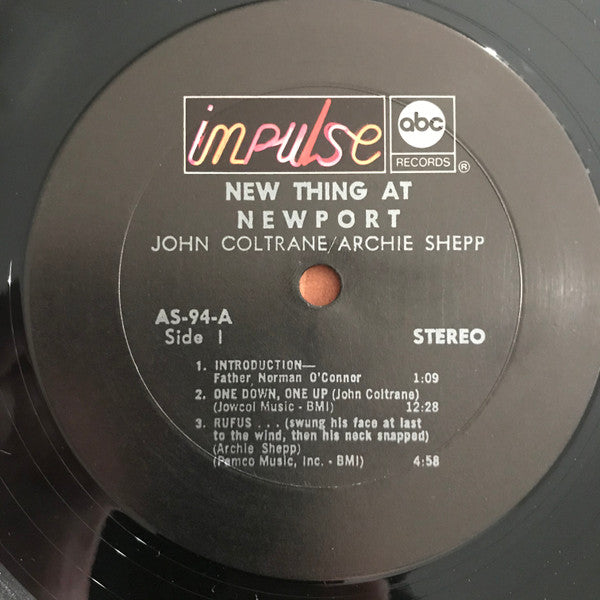 impulse
abc
RECORDS ®
NEW THING AT
NEWPORT
JOHN COLTRANE/ARCHIE SHEPP
AS-94-A
Side I
STEREO
1. INTRODUCTION—
Father Norman O'Connor 1:09
2. ONE DOWN, ONE UP (John Coltrane)
(Jowcol Music - BMI) 12:28
3. RUFUS . . . (swung his face at last
to the wind, then his neck snapped)
(Archie Shepp)
(Pamco Music, Inc. - BMI) 4:58